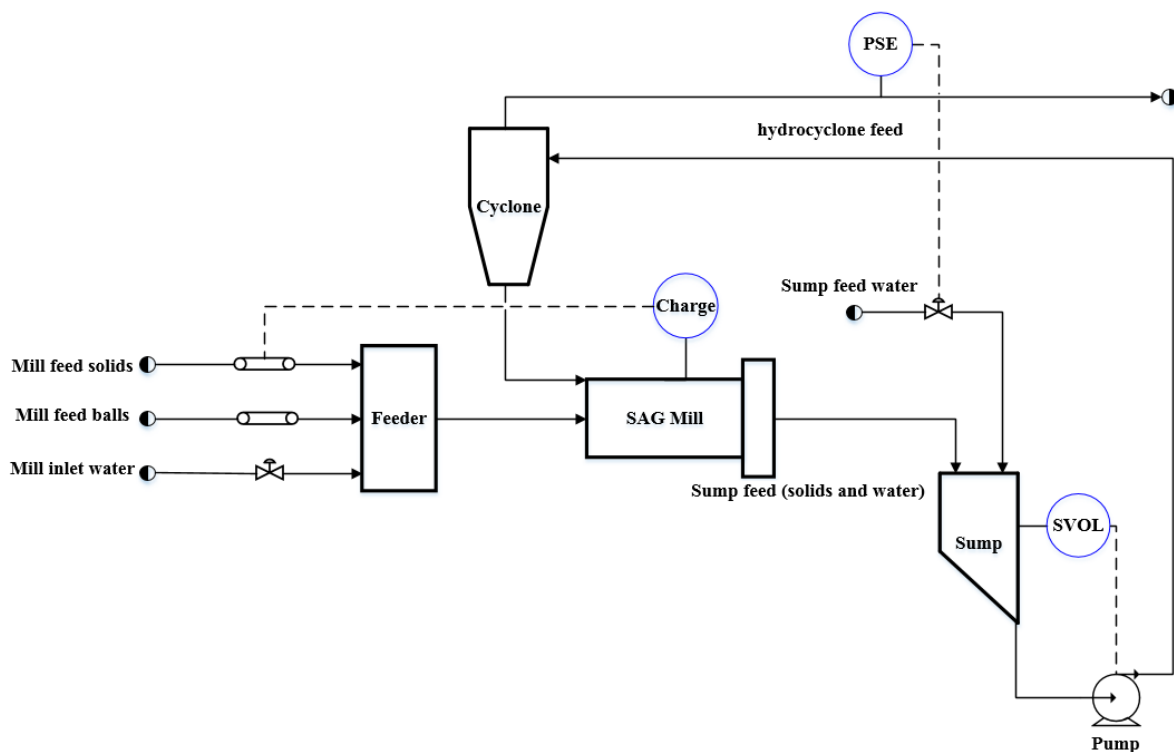 PSE
hydrocyclone feed
Cyclone
Sump feed water
Charge
Mill feed solids
Mill feed balls
Feeder
SAG Mill
Mill inlet water
Sump feed (solids and water)
SVOL
Sump
Pump